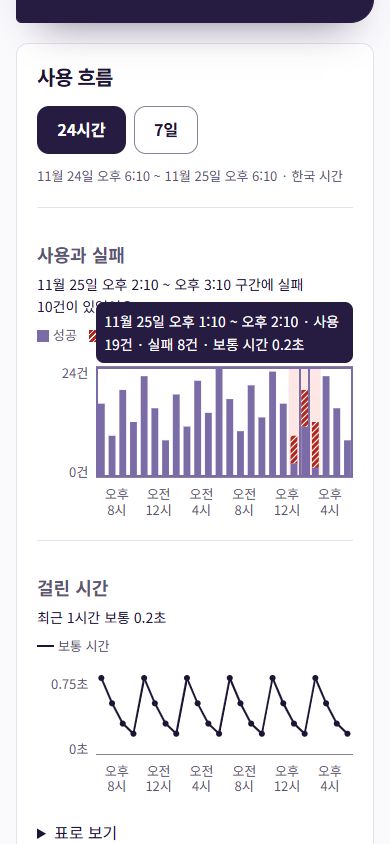 사용 흐름
24시간
7일
11월 24일 오후 6:10 ~ 11월 25일 오후 6:10 · 한국 시간
사용과 실패
11월 25일 오후 2:10 ~ 오후 3:10 구간에 실패
10건이
성공
11월 25일 오후 1:10 ~ 오후 2:10 · 사용
19건 · 실패 8건 · 보통 시간 0.2초
24건
0건
오후 오전 오전 오전 오후 오후
8시 12시 4시 8시 12시 4시
걸린 시간
최근 1시간 보통 0.2초
보통 시간
0.75초
0초
오후 오전 오전 오전 오후 오후
8시 12시 4시 8시 12시 4시
▶ 표로 보기